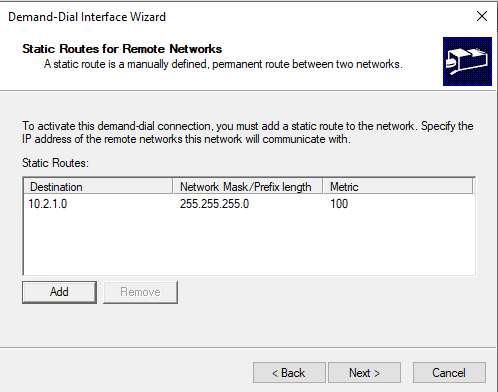 Demand-Dial Interface Wizard
Static Routes for Remote Networks
A static route is a manually defined, permanent route between two networks.
To activate this demand-dial connection, you must add a static route to the network. Specify the
IP address of the remote networks this network will communicate with.
Static Routes:
Destination Network Mask/Prefix length Metric
10.2.1.0 255.255.255.0 100
Add Remove
< Back Next > Cancel